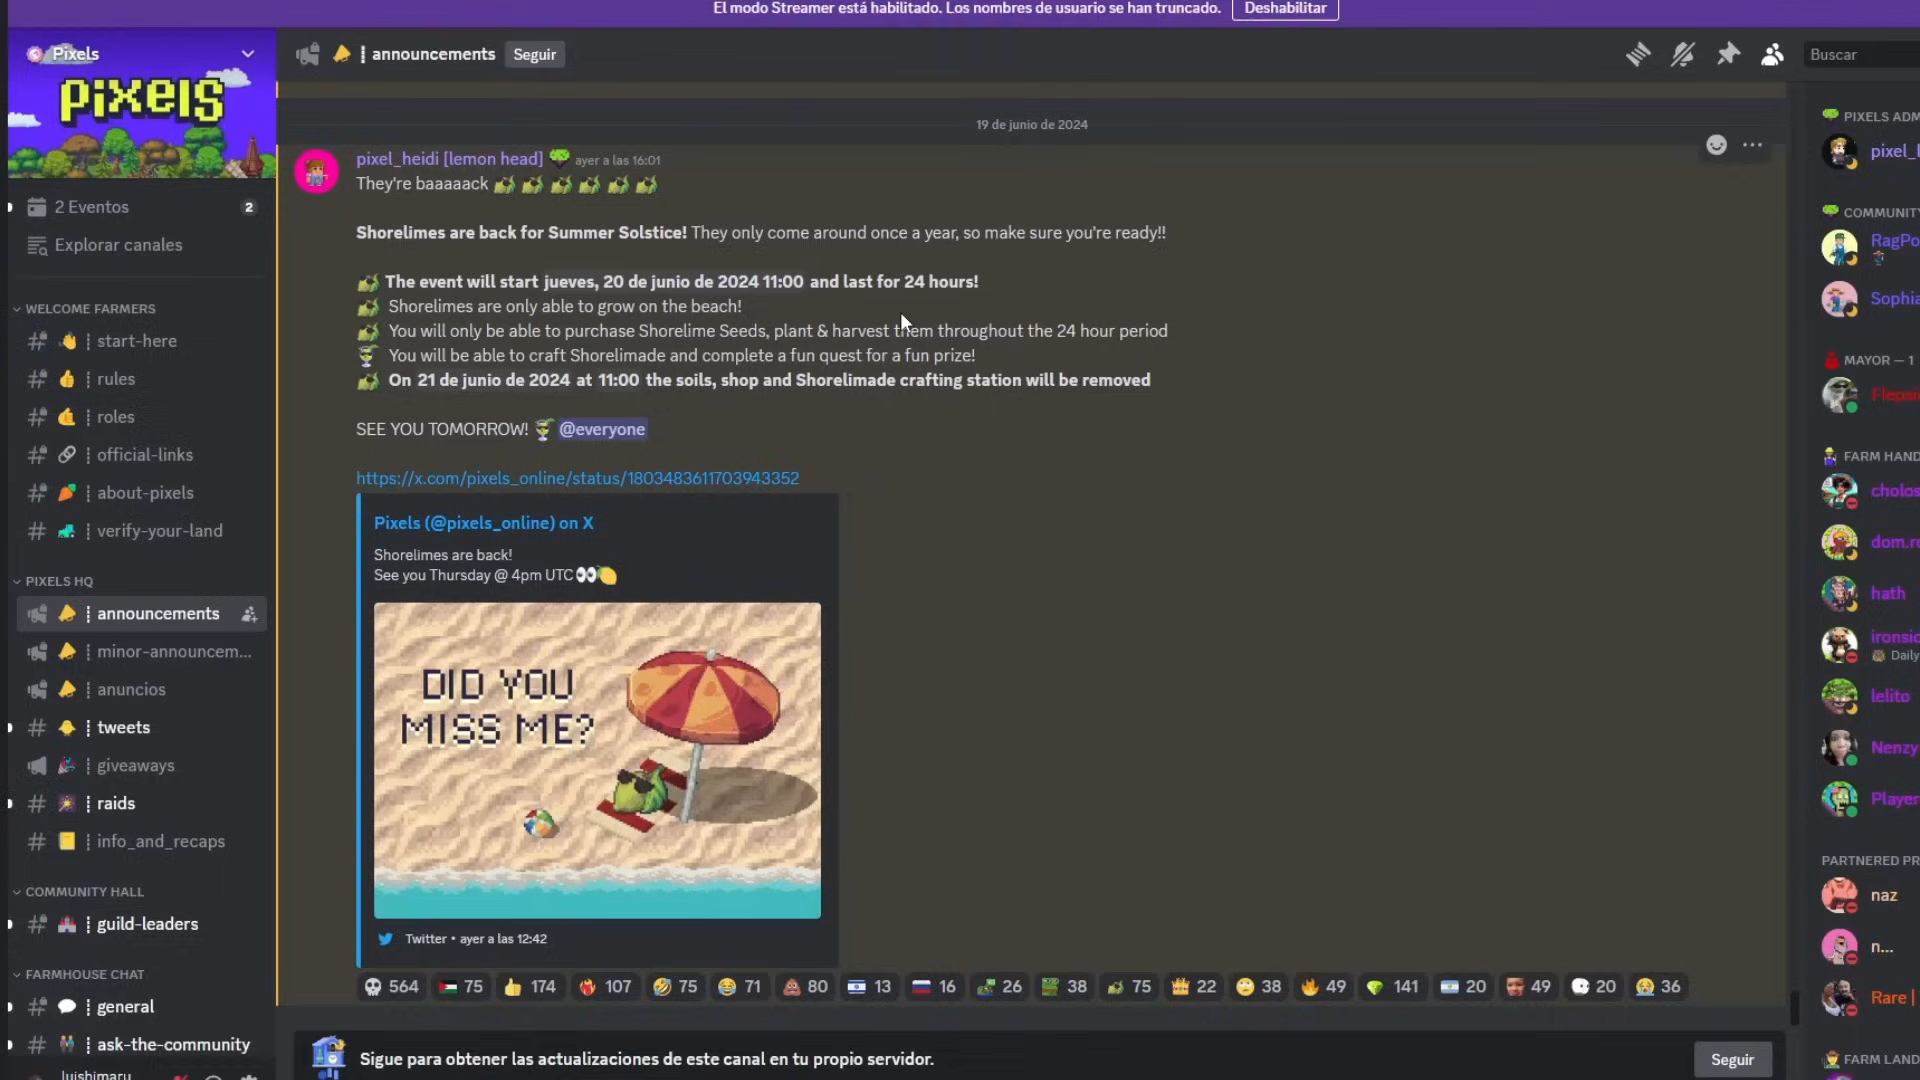 El modo Streamer está habilitado. Los nombres de usuario se han truncado.
Deshabilitar
Pixels
pixels
2 Eventos
2
Explorar canales
WELCOME FARMERS
start-here
rules
roles
official-links
about-pixels
verify-your-land
PIXELS HQ
announcements
minor-announcem...
anuncios
tweets
giveaways
raids
info_and_recaps
COMMUNITY HALL
guild-leaders
FARMHOUSE CHAT
general
ask-the-community
luishimaru
announcements
Seguir
Buscar
19 de junio de 2024
pixel_heidi [lemon head] ayer a las 16:01
They're baaaaack
Shorelimes are back for Summer Solstice! They only come around once a year, so make sure you're ready!!
The event will start jueves, 20 de junio de 2024 11:00 and last for 24 hours!
Shorelimes are only able to grow on the beach!
You will only be able to purchase Shorelime Seeds, plant & harvest them throughout the 24 hour period
You will be able to craft Shorelimade and complete a fun quest for a fun prize!
On 21 de junio de 2024 at 11:00 the soils, shop and Shorelimade crafting station will be removed
SEE YOU TOMORROW! @everyone
https://x.com/pixels_online/status/1803483611703943352
Pixels (@pixels_online) on X
Shorelimes are back!
See you Thursday @ 4pm UTC
DID YOU
MISS ME?
Twitter • ayer a las 12:42
564 75 174 107 75 71 80 13 16 26 38 75 22 38 49 141 20 49 20 36
Sigue para obtener las actualizaciones de este canal en tu propio servidor.
Seguir
PIXELS ADM
pixel_
COMMUNITY
RagPo
Sophia
MAYOR — 1
Flepsi
FARM HAND
cholos
dom.r
hath
ironsi
Daily
lelito
Nenzy
Player
PARTNERED PR
naz
n...
Rare |
FARM LAND